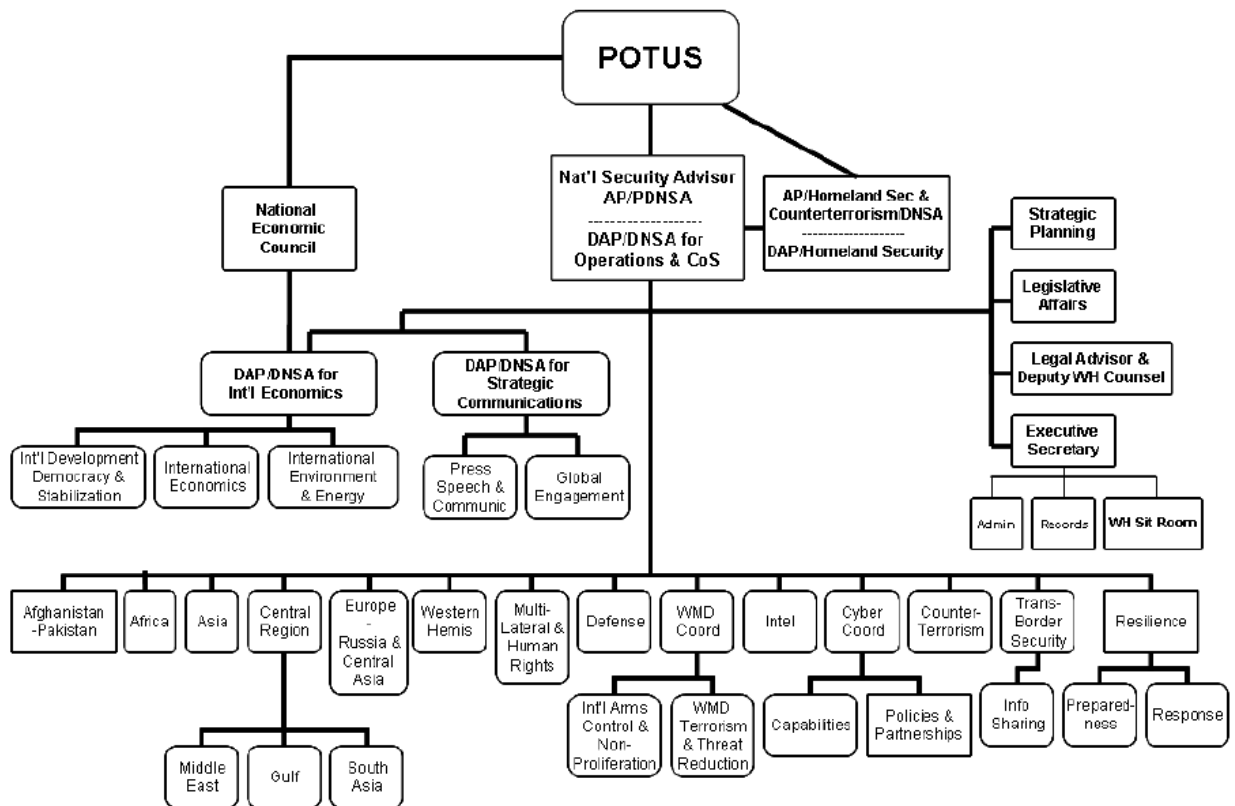 POTUS
National
Economic
Council
Nat'l Security Advisor
AP/PDNSA
--------------------
DAP/DNSA for
Operations & CoS
AP/Homeland Sec &
Counterterrorism/DNSA
--------------------
DAP/Homeland Security
Strategic
Planning
Legislative
Affairs
Legal Advisor &
Deputy WH Counsel
Executive
Secretary
Admin
Records
WH Sit Room
DAP/DNSA for
Int'l Economics
DAP/DNSA for
Strategic
Communications
Int'l Development
Democracy &
Stabilization
International
Economics
International
Environment
& Energy
Press
Speech &
Communic
Global
Engagement
Afghanistan
-Pakistan
Africa
Asia
Central
Region
Europe
-
Russia &
Central
Asia
Western
Hemis
Multi-
Lateral &
Human
Rights
Defense
WMD
Coord
Intel
Cyber
Coord
Counter-
Terrorism
Trans-
Border
Security
Resilience
Middle
East
Gulf
South
Asia
Int'l Arms
Control &
Non-
Proliferation
WMD
Terrorism
& Threat
Reduction
Capabilities
Policies &
Partnerships
Info
Sharing
Prepared-
ness
Response